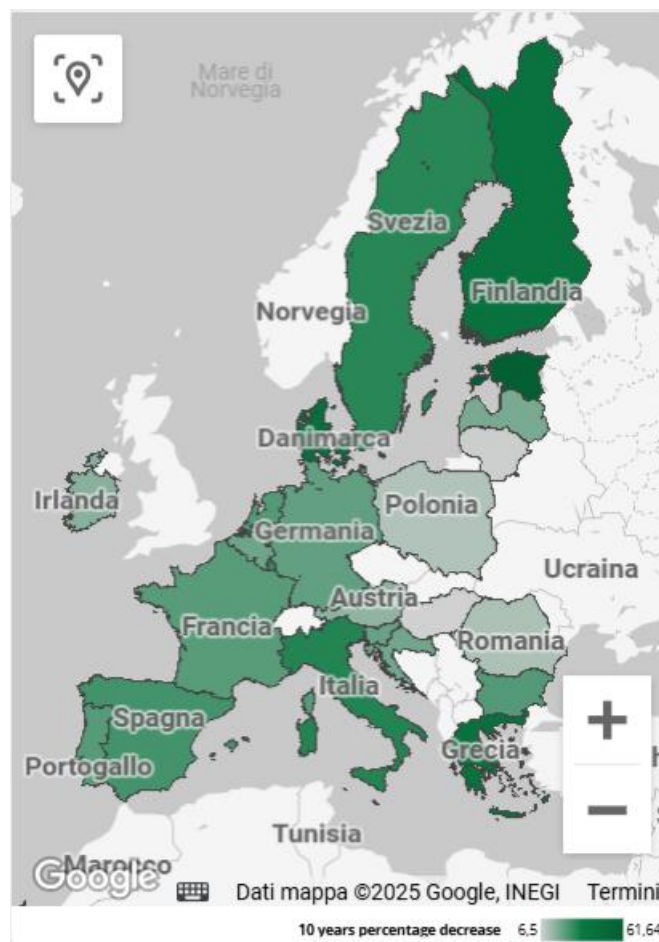 Mare di
Norvegia
Svezia
Finlandia
Norvegia
Danimarca
Irlanda
Polonia
Germania
Ucraina
Austria
Francia
Romania
Italia
Spagna
Grecia
Portogallo
Tunisia
Marocco
Google
Dati mappa ©2025 Google, INEGI Termini
10 years percentage decrease 6,5 61,64